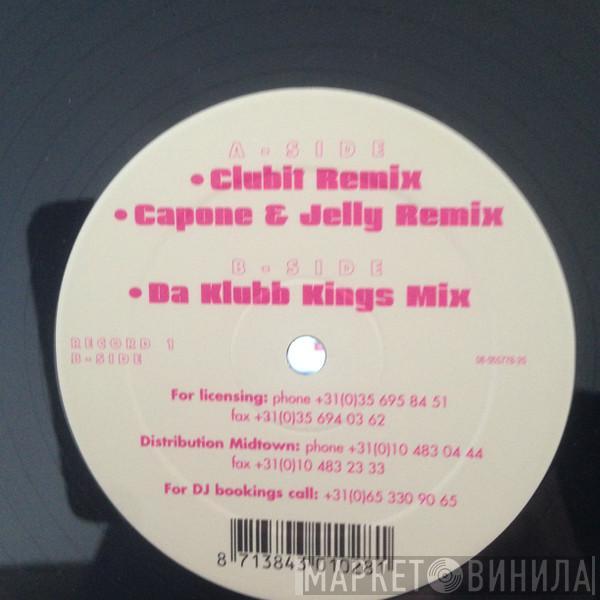 A-SIDE
• Clubit Remix
• Capone & Jelly Remix
B-SIDE
• Da Klubb Kings Mix
RECORD 1
B-SIDE
For licensing: phone +31(0)35 695 84 51
fax +31(0)35 694 03 62
Distribution Midtown: phone +31(0)10 483 04 44
fax +31(0)10 483 23 33
For DJ bookings call: +31(0)65 330 90 65
8 713843 010281
МАРКЕТ ВИНИЛА